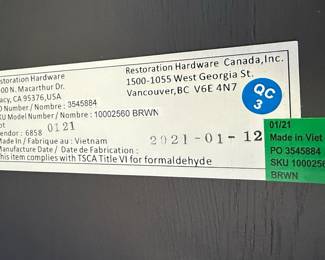 Restoration Hardware Canada,Inc.
1500-1055 West Georgia St.
Vancouver,BC V6E 4N7
storation Hardware
00 N. Macarthur Dr.
acy, CA 95376,USA
O Number / Nombre : 3545884
KU Model Number / Nombre : 10002560 BRWN
ot 0121
endor : 6858
Made in / Fabriqué au : Vietnam
Manufacture Date / Date de Fabrication :
2021-01-12
This item complies with TSCA Title VI for formaldehyde
QC
3
01/21
Made in Viet
PO 3545884
SKU 1000256
BRWN